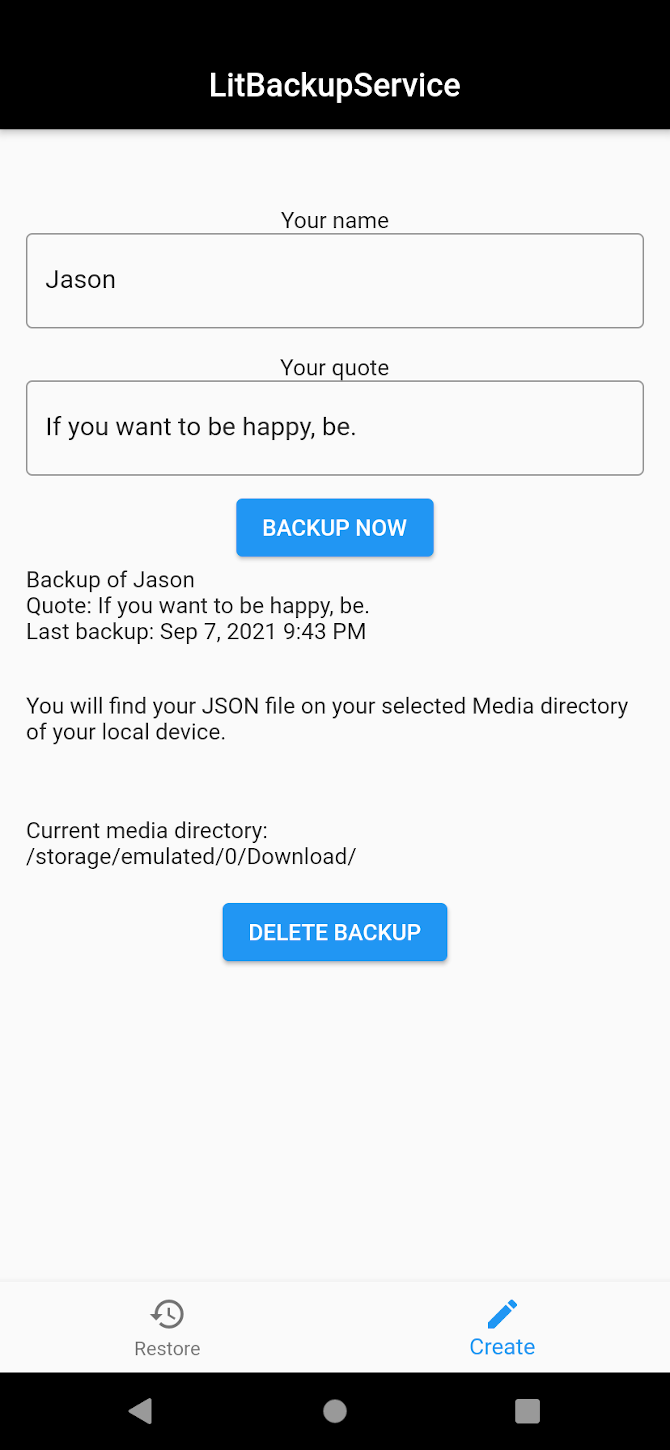 LitBackupService
Your name
Jason
Your quote
If you want to be happy, be.
BACKUP NOW
Backup of Jason
Quote: If you want to be happy, be.
Last backup: Sep 7, 2021 9:43 PM
You will find your JSON file on your selected Media directory
of your local device.
Current media directory:
/storage/emulated/0/Download/
DELETE BACKUP
Restore
Create